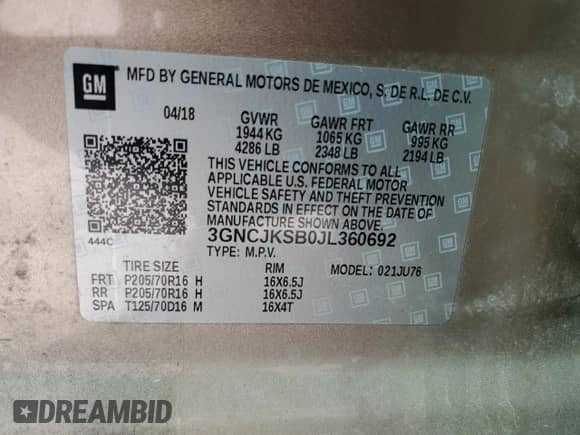 GM
MFD BY GENERAL MOTORS DE MEXICO, S. DE R.L. DE C.V.
04/18 GVWR GAWR FRT GAWR RR
1944 KG 1065 KG 995 KG
4286 LB 2348 LB 2194 LB
THIS VEHICLE CONFORMS TO ALL
APPLICABLE U.S. FEDERAL MOTOR
VEHICLE SAFETY AND THEFT PREVENTION
STANDARDS IN EFFECT ON THE DATE OF
MANUFACTURE SHOWN ABOVE.
444C 3GNCJKSB0JL360692
TYPE: M.P.V.
TIRE SIZE RIM MODEL: 021JU76
FRT P205/70R16 H 16X6.5J
RR P205/70R16 H 16X6.5J
SPA T125/70D16 M 16X4T
DREAMBID